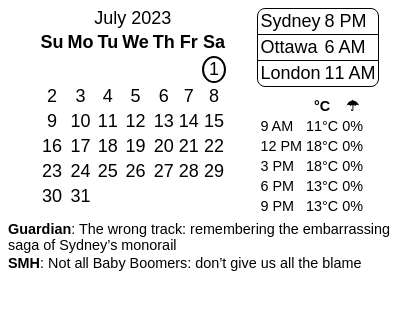 July 2023
Su Mo Tu We Th Fr Sa
1
2 3 4 5 6 7 8
9 10 11 12 13 14 15
16 17 18 19 20 21 22
23 24 25 26 27 28 29
30 31
Sydney 8 PM
Ottawa 6 AM
London 11 AM
°C ☂
9 AM 11°C 0%
12 PM 18°C 0%
3 PM 18°C 0%
6 PM 13°C 0%
9 PM 13°C 0%
Guardian: The wrong track: remembering the embarrassing
saga of Sydney’s monorail
SMH: Not all Baby Boomers: don’t give us all the blame